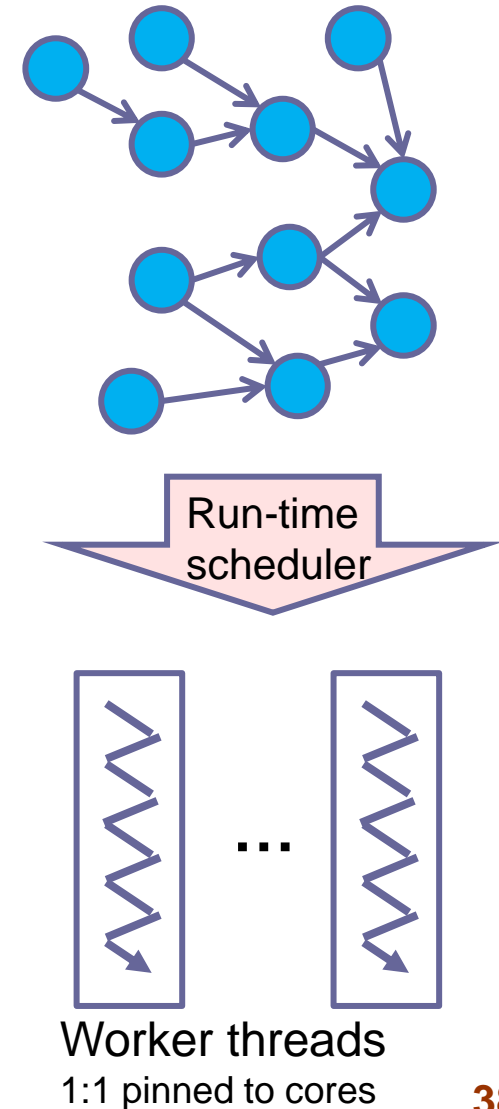 Run-time
scheduler
...
Worker threads
1:1 pinned to cores